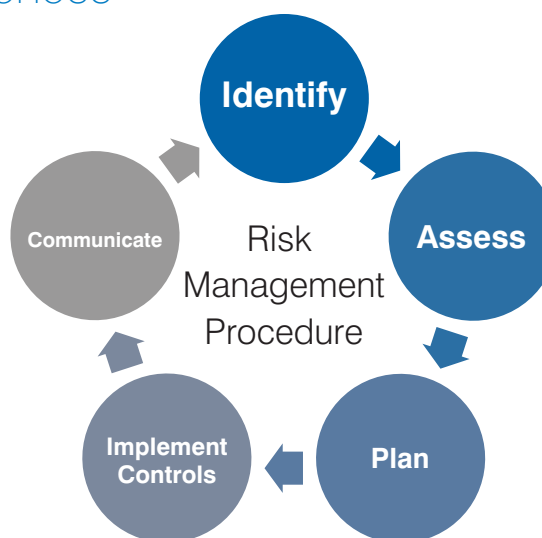 Identify
Assess
Plan
Implement
Controls
Communicate
Risk
Management
Procedure